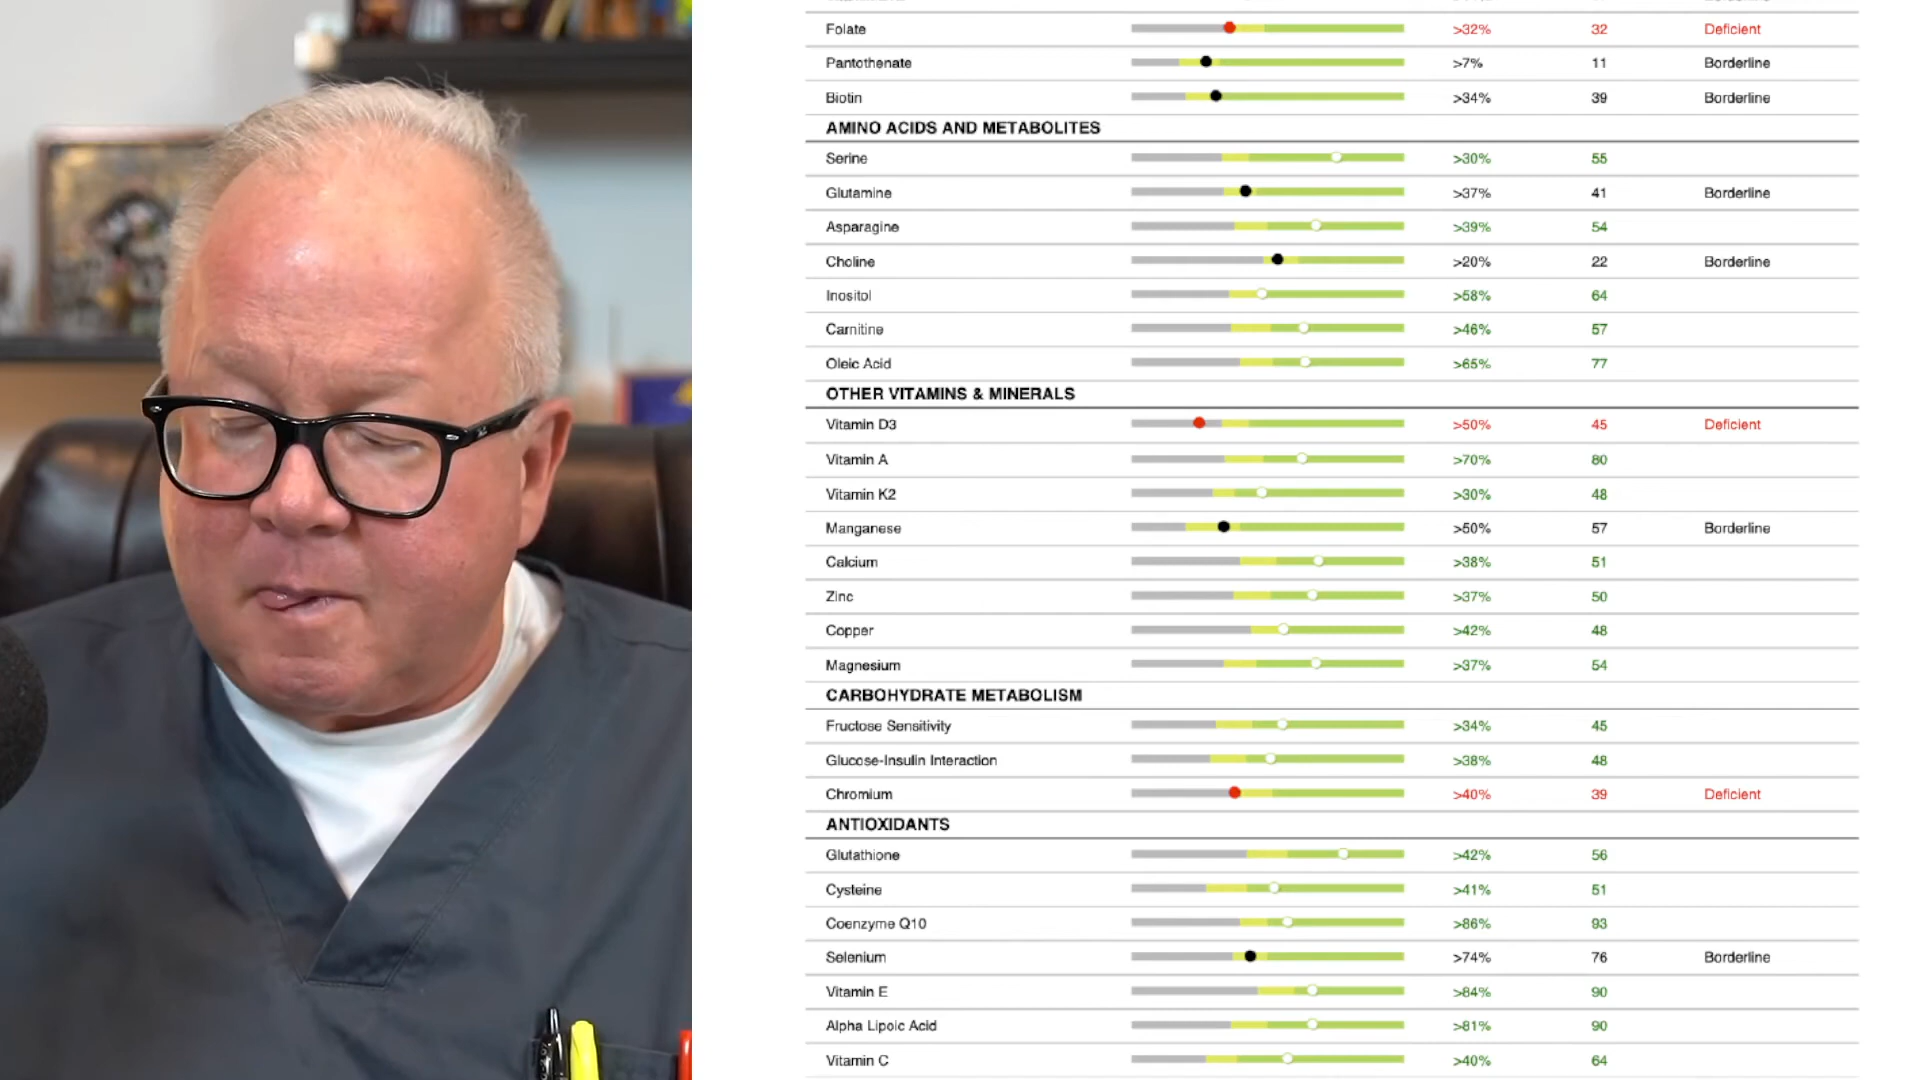 Folate >32% 32 Deficient
Pantothenate >7% 11 Borderline
Biotin >34% 39 Borderline
AMINO ACIDS AND METABOLITES
Serine >30% 55
Glutamine >37% 41 Borderline
Asparagine >39% 54
Choline >20% 22 Borderline
Inositol >58% 64
Carnitine >46% 57
Oleic Acid >65% 77
OTHER VITAMINS & MINERALS
Vitamin D3 >50% 45 Deficient
Vitamin A >70% 80
Vitamin K2 >30% 48
Manganese >50% 57 Borderline
Calcium >38% 51
Zinc >37% 50
Copper >42% 48
Magnesium >37% 54
CARBOHYDRATE METABOLISM
Fructose Sensitivity >34% 45
Glucose-Insulin Interaction >38% 48
Chromium >40% 39 Deficient
ANTIOXIDANTS
Glutathione >42% 56
Cysteine >41% 51
Coenzyme Q10 >86% 93
Selenium >74% 76 Borderline
Vitamin E >84% 90
Alpha Lipoic Acid >81% 90
Vitamin C >40% 64